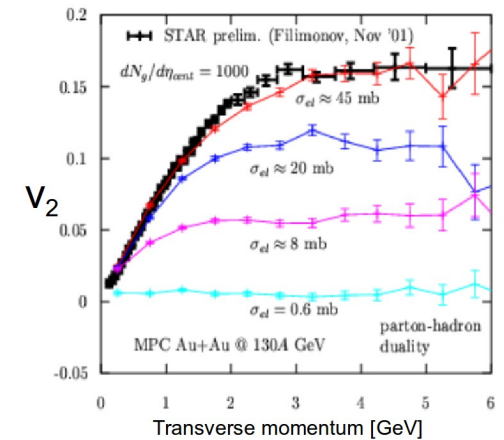 0.2
STAR prelim. (Filimonov, Nov '01)
dN_g/dη_cent = 1000
0.15
σ_el ≈ 45 mb
0.1
σ_el ≈ 20 mb
v₂
0.05
σ_el ≈ 8 mb
0
σ_el = 0.6 mb
parton-hadron
MPC Au+Au @ 130A GeV
duality
-0.05
0 1 2 3 4 5 6
Transverse momentum [GeV]